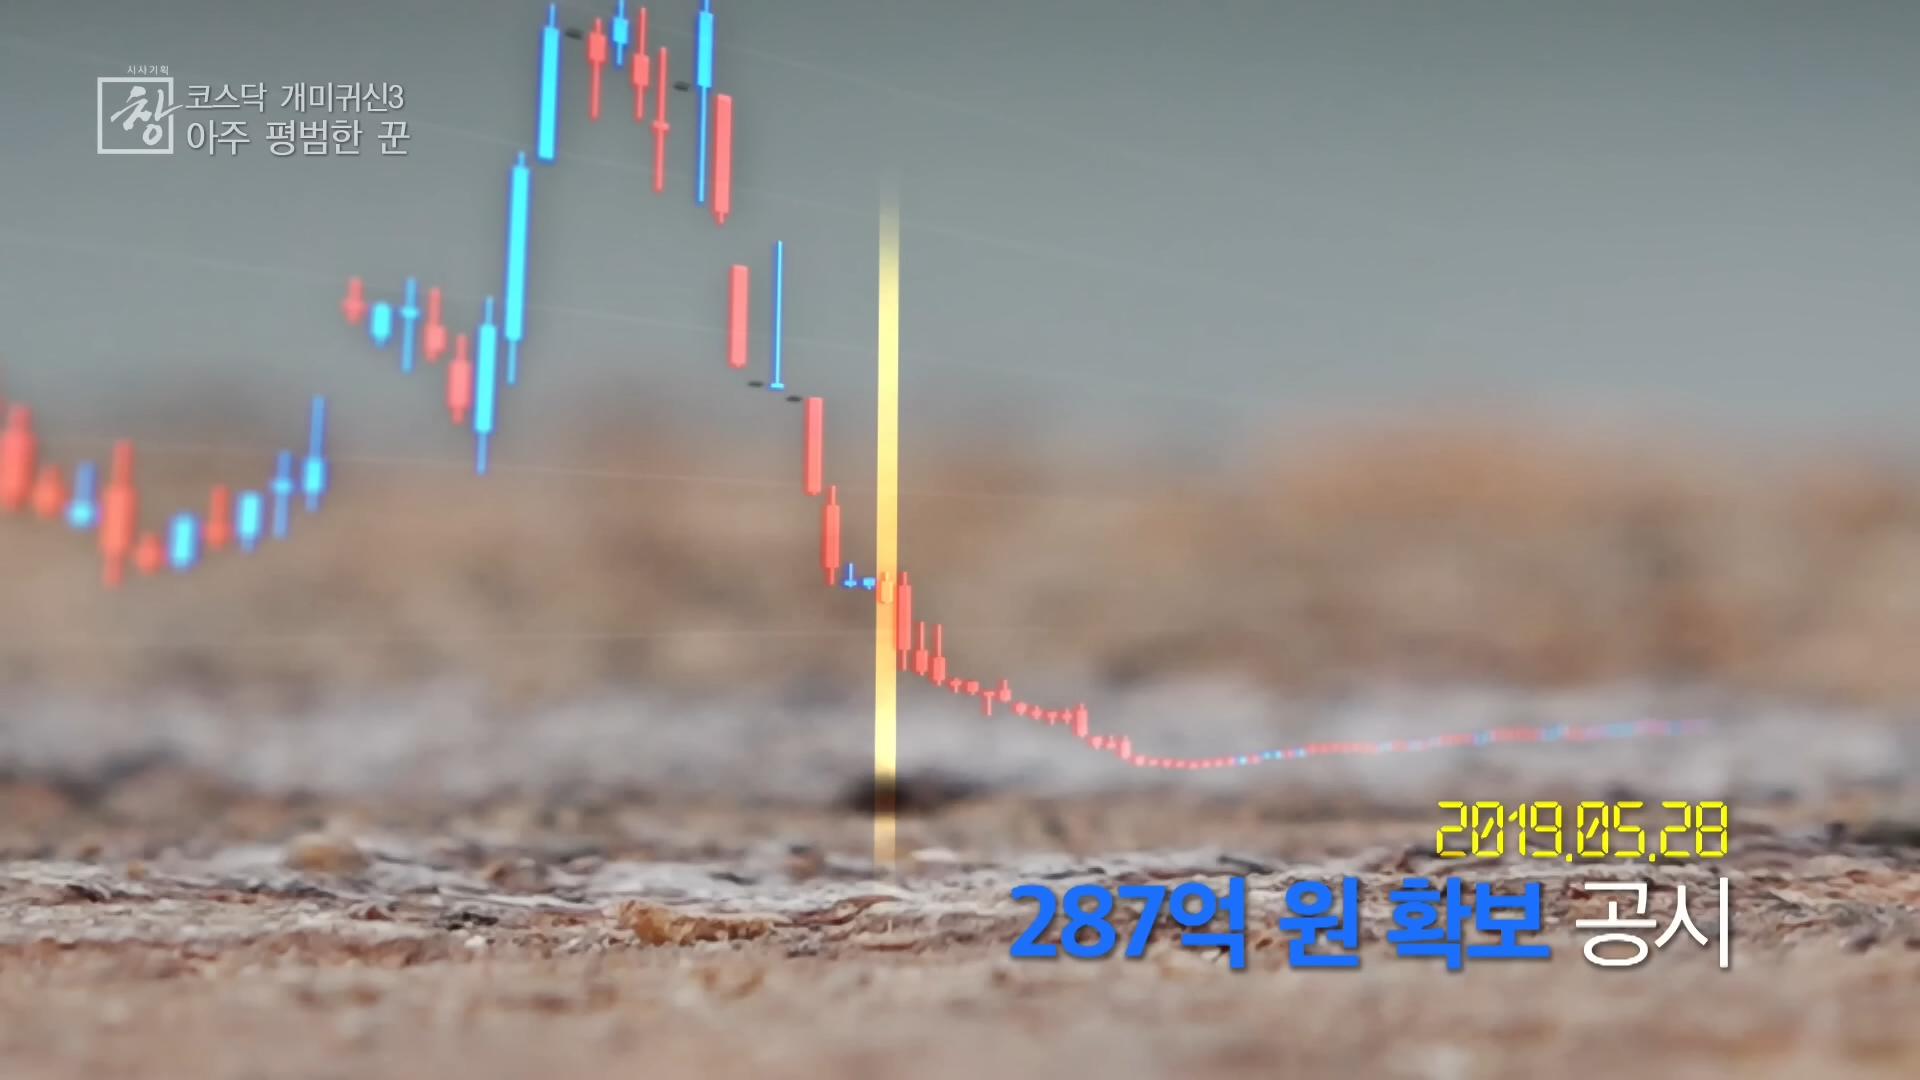 시사기획
창
코스닥 개미귀신3
아주 평범한 꾼
2019.05.28
287억 원 확보 공시